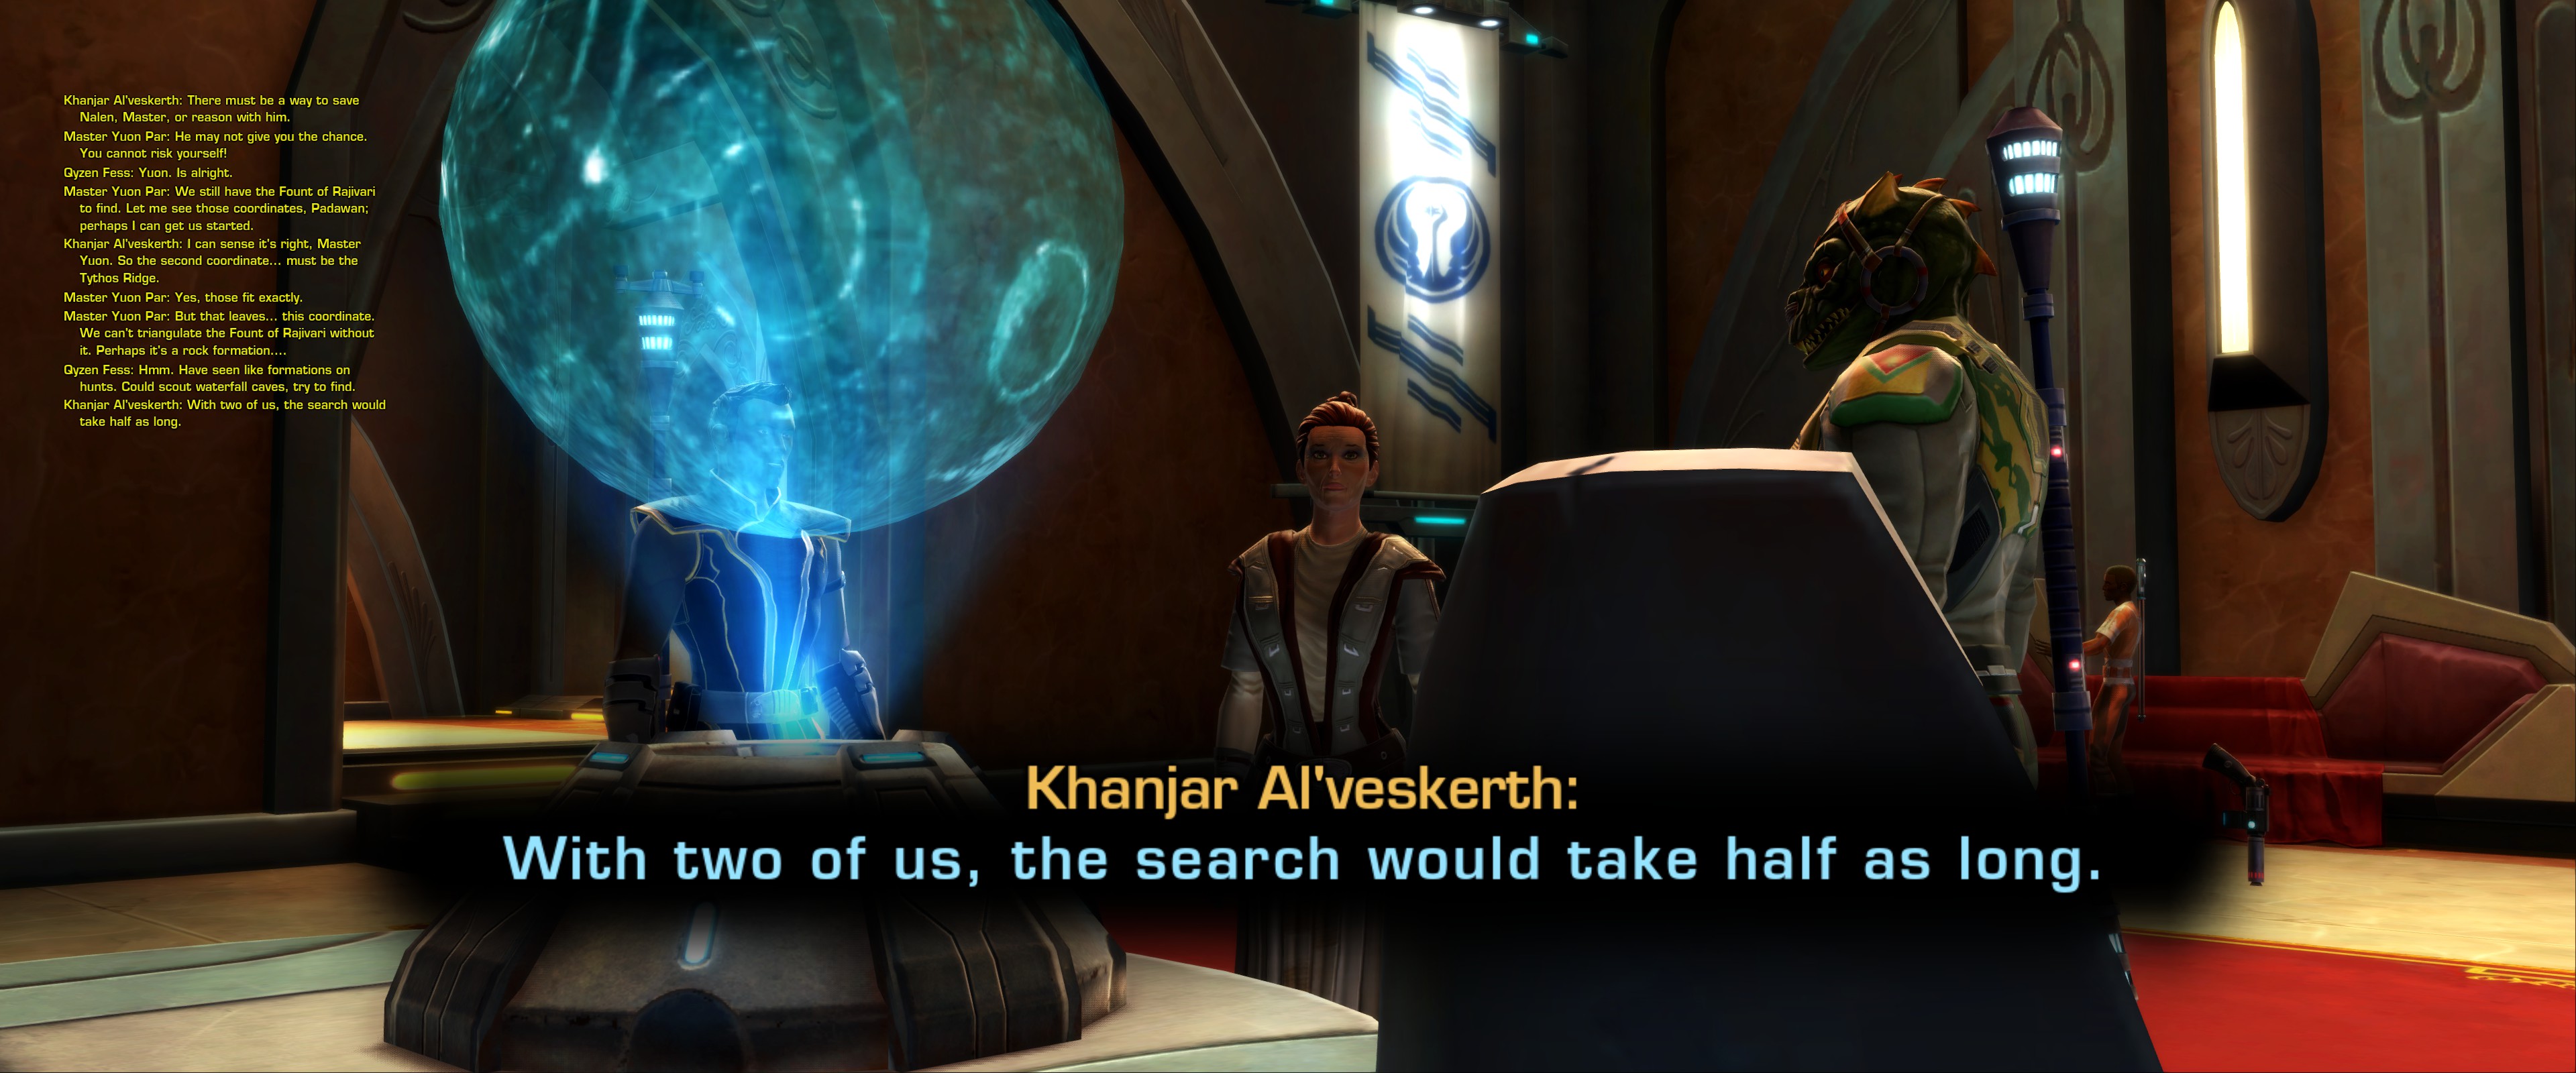 Khanjar Al'veskerth: There must be a way to save
Nalen, Master, or reason with him.
Master Yuon Par: He may not give you the chance.
You cannot risk yourself!
Qyzen Fess: Yuon. Is alright.
Master Yuon Par: We still have the Fount of Rajivari
to find. Let me see those coordinates, Padawan;
perhaps I can get us started.
Khanjar Al'veskerth: I can sense it's right, Master
Yuon. So the second coordinate... must be the
Tythos Ridge.
Master Yuon Par: Yes, those fit exactly.
Master Yuon Par: But that leaves... this coordinate.
We can't triangulate the Fount of Rajivari without
it. Perhaps it's a rock formation....
Qyzen Fess: Hmm. Have seen like formations on
hunts. Could scout waterfall caves, try to find.
Khanjar Al'veskerth: With two of us, the search would
take half as long.
Khanjar Al'veskerth:
With two of us, the search would take half as long.